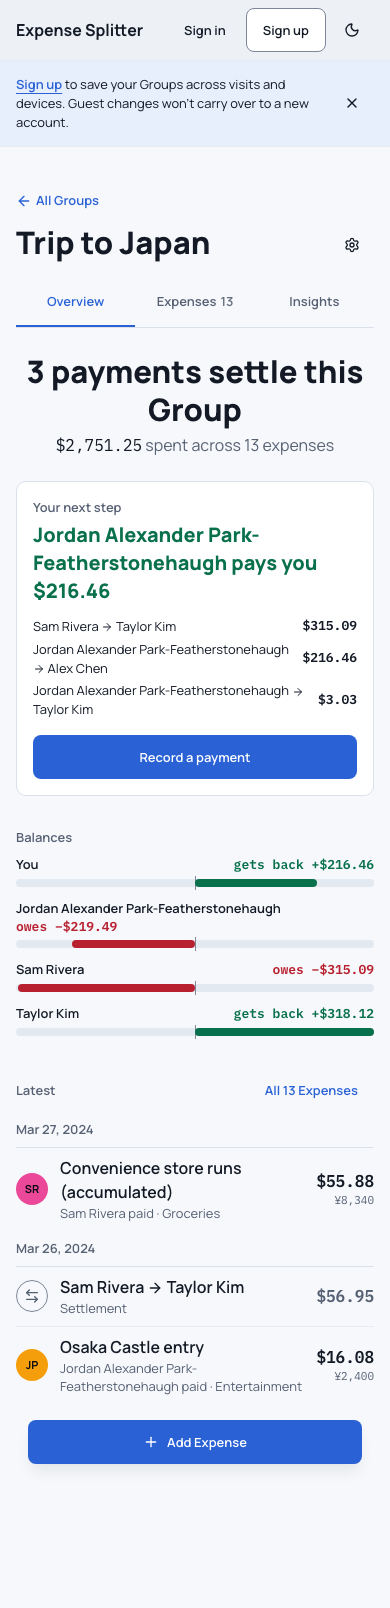 Expense Splitter
Sign in
Sign up
Sign up to save your Groups across visits and
devices. Guest changes won't carry over to a new
account.
← All Groups
Trip to Japan
Overview
Expenses 13
Insights
3 payments settle this
Group
$2,751.25 spent across 13 expenses
Your next step
Jordan Alexander Park-
Featherstonehaugh pays you
$216.46
Sam Rivera → Taylor Kim $315.09
Jordan Alexander Park-Featherstonehaugh
→ Alex Chen $216.46
Jordan Alexander Park-Featherstonehaugh →
Taylor Kim $3.03
Record a payment
Balances
You gets back +$216.46
Jordan Alexander Park-Featherstonehaugh
owes −$219.49
Sam Rivera owes −$315.09
Taylor Kim gets back +$318.12
Latest
All 13 Expenses
Mar 27, 2024
SR
Convenience store runs
(accumulated)
Sam Rivera paid · Groceries
$55.88
¥8,340
Mar 26, 2024
Sam Rivera → Taylor Kim
Settlement
$56.95
JP
Osaka Castle entry
Jordan Alexander Park-
Featherstonehaugh paid · Entertainment
$16.08
¥2,400
+ Add Expense